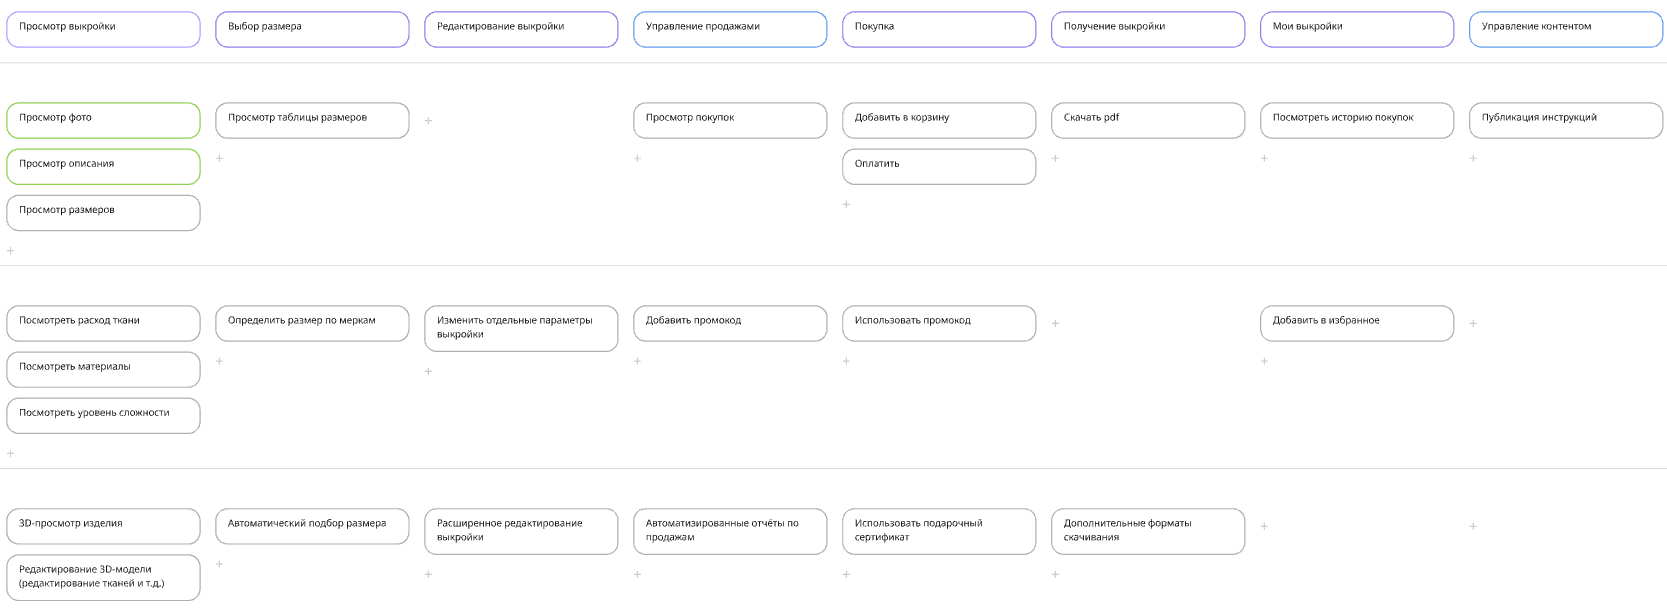 Просмотр выкройки
Выбор размера
Редактирование выкройки
Управление продажами
Покупка
Получение выкройки
Мои выкройки
Управление контентом
Просмотр фото
Просмотр таблицы размеров
+
Просмотр покупок
Добавить в корзину
Скачать pdf
Посмотреть историю покупок
Публикация инструкций
Просмотр описания
+
+
Оплатить
+
+
+
Просмотр размеров
+
+
Посмотреть расход ткани
Определить размер по меркам
Изменить отдельные параметры
выкройки
Добавить промокод
Использовать промокод
+
Добавить в избранное
+
Посмотреть материалы
+
+
+
+
+
Посмотреть уровень сложности
+
3D-просмотр изделия
Автоматический подбор размера
Расширенное редактирование
выкройки
Автоматизированные отчёты по
продажам
Использовать подарочный
сертификат
Дополнительные форматы
скачивания
+
+
Редактирование 3D-модели
(редактирование тканей и т.д.)
+
+
+
+
+